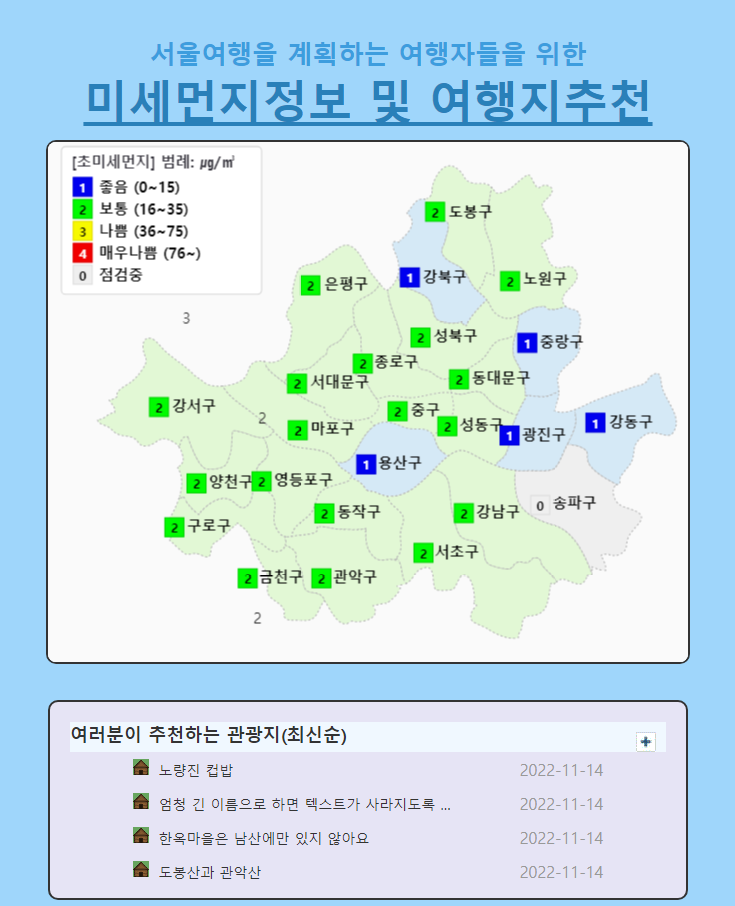 서울여행을 계획하는 여행자들을 위한
미세먼지정보 및 여행지추천
[초미세먼지] 범례: ㎍/㎥
1 좋음 (0~15)
2 보통 (16~35)
3 나쁨 (36~75)
4 매우나쁨 (76~)
0 점검중
2 도봉구
1 강북구
2 노원구
2 은평구
3
2 성북구
1 중랑구
2 종로구
2 서대문구
2 동대문구
2 강서구
2 중구
2
1 강동구
2 성동구
2 마포구
1 광진구
1 용산구
2 양천구
2 영등포구
0 송파구
2 동작구
2 강남구
2 구로구
2 서초구
2 금천구
2 관악구
2
여러분이 추천하는 관광지(최신순)
노량진 컵밥 2022-11-14
엄청 긴 이름으로 하면 텍스트가 사라지도록 ... 2022-11-14
한옥마을은 남산에만 있지 않아요 2022-11-14
도봉산과 관악산 2022-11-14